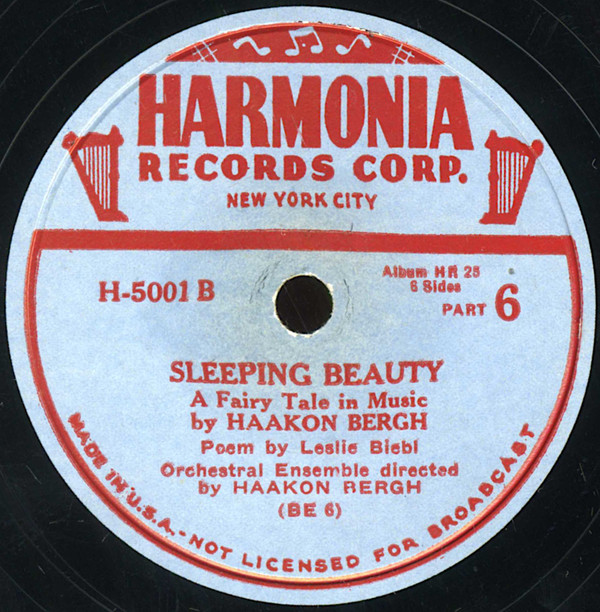 HARMONIA
RECORDS CORP.
NEW YORK CITY
H-5001 B
Album HR 25
6 Sides
PART 6
SLEEPING BEAUTY
A Fairy Tale in Music
by HAAKON BERGH
Poem by Leslie Biebl
Orchestral Ensemble directed
by HAAKON BERGH
(BE 6)
MADE IN U.S.A.-NOT LICENSED FOR BROADCAST